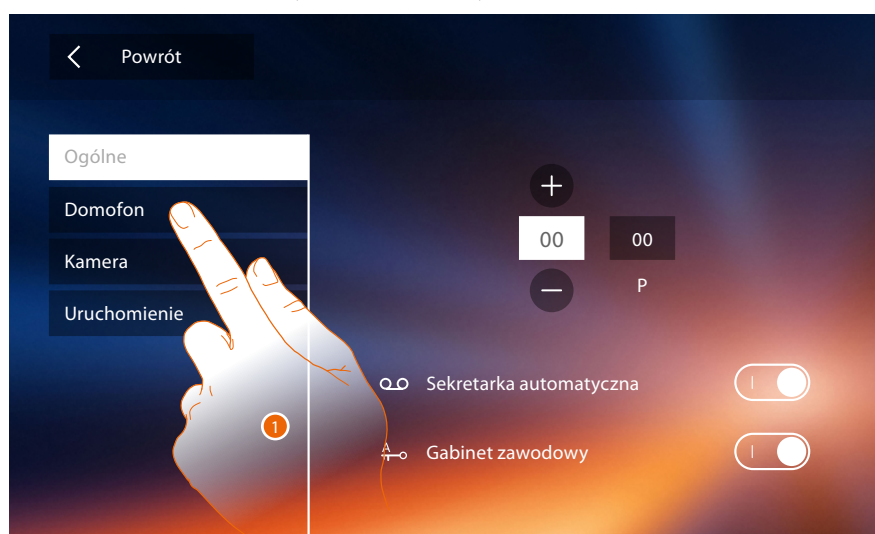 Powrót
Ogólne
Domofon
Kamera
Uruchomienie
00 00
P
Sekretarka automatyczna
A Gabinet zawodowy
1